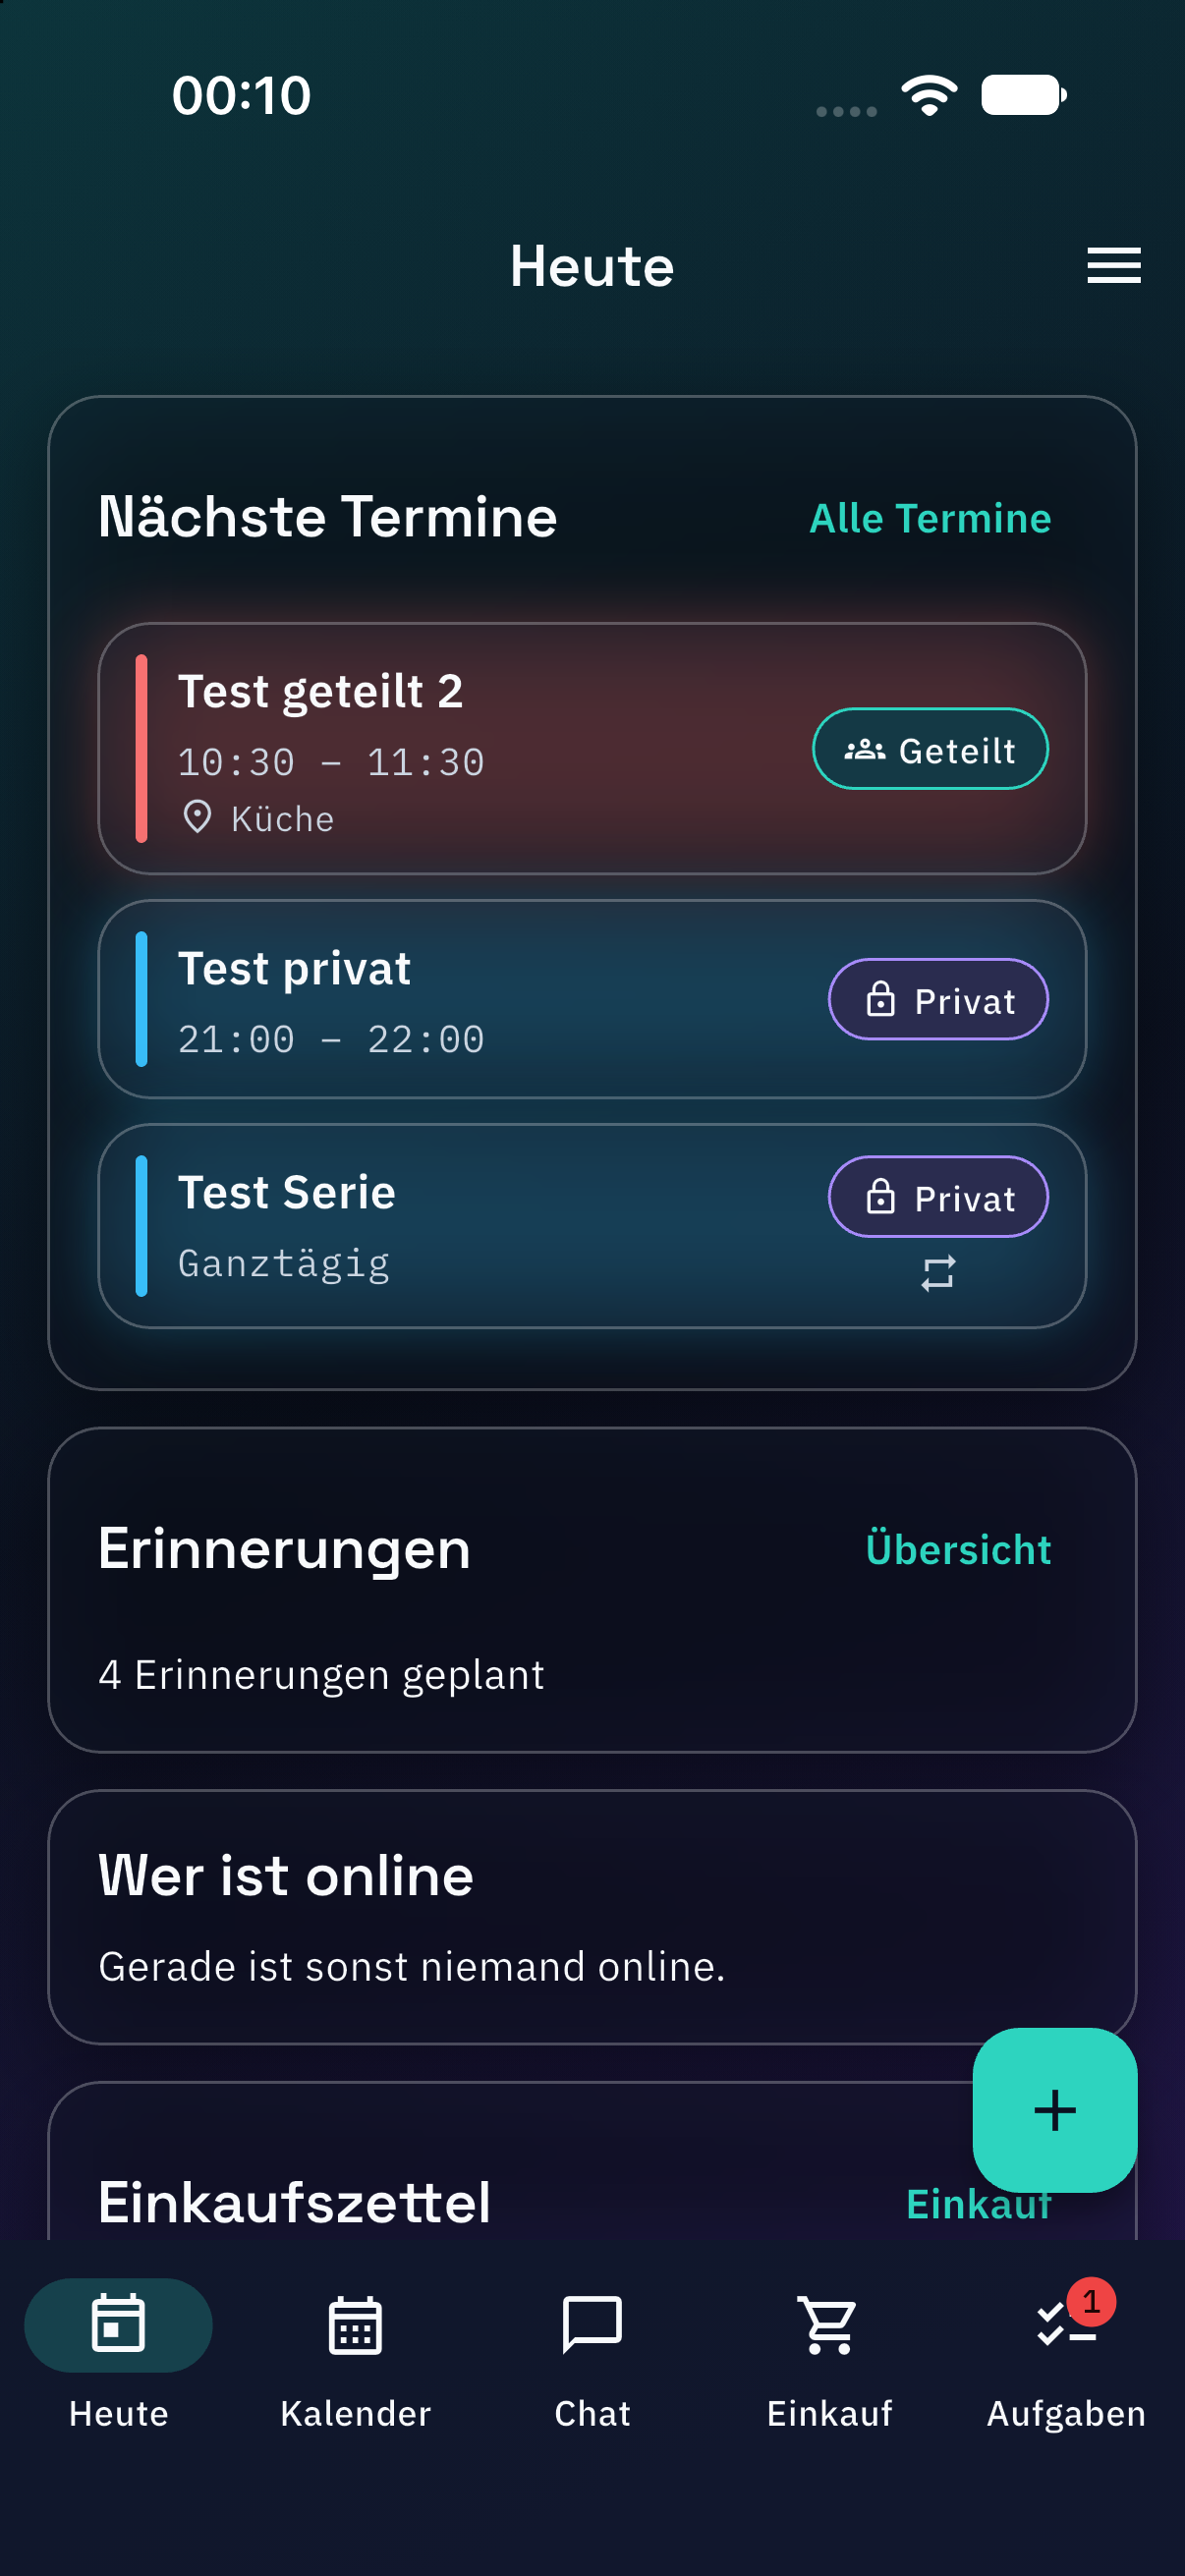 00:10
Heute
Nächste Termine
Alle Termine
Test geteilt 2
10:30 – 11:30
Küche
Geteilt
Test privat
21:00 – 22:00
Privat
Test Serie
Ganztägig
Privat
Erinnerungen
Übersicht
4 Erinnerungen geplant
Wer ist online
Gerade ist sonst niemand online.
+
Einkaufszettel
Einkauf
1
Heute
Kalender
Chat
Einkauf
Aufgaben